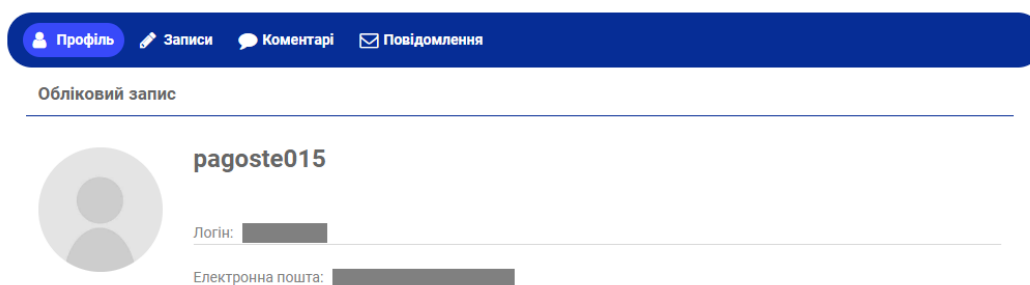 Профіль Записи Коментарі Повідомлення
Обліковий запис
pagoste015
Логін:
Електронна пошта: